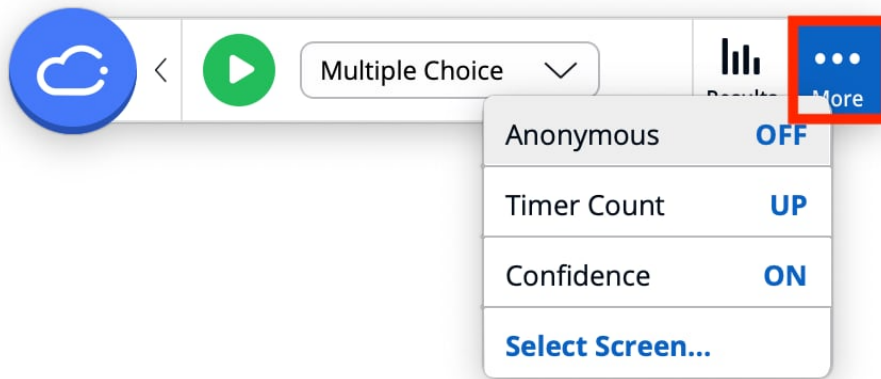 Multiple Choice
Results
More
Anonymous OFF
Timer Count UP
Confidence ON
Select Screen...